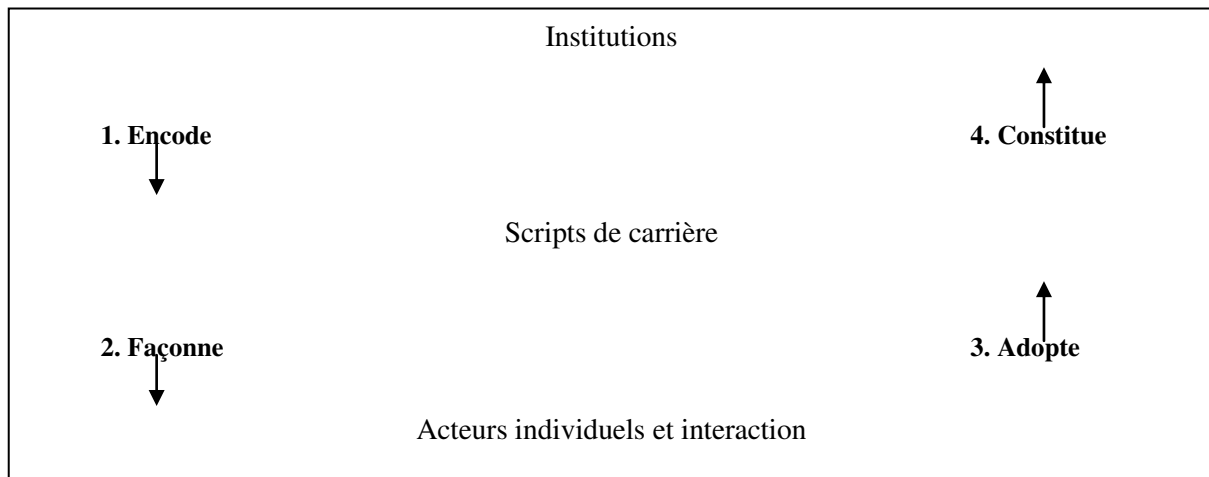 Institutions
1. Encode
4. Constitue
Scripts de carrière
2. Façonne
3. Adopte
Acteurs individuels et interaction